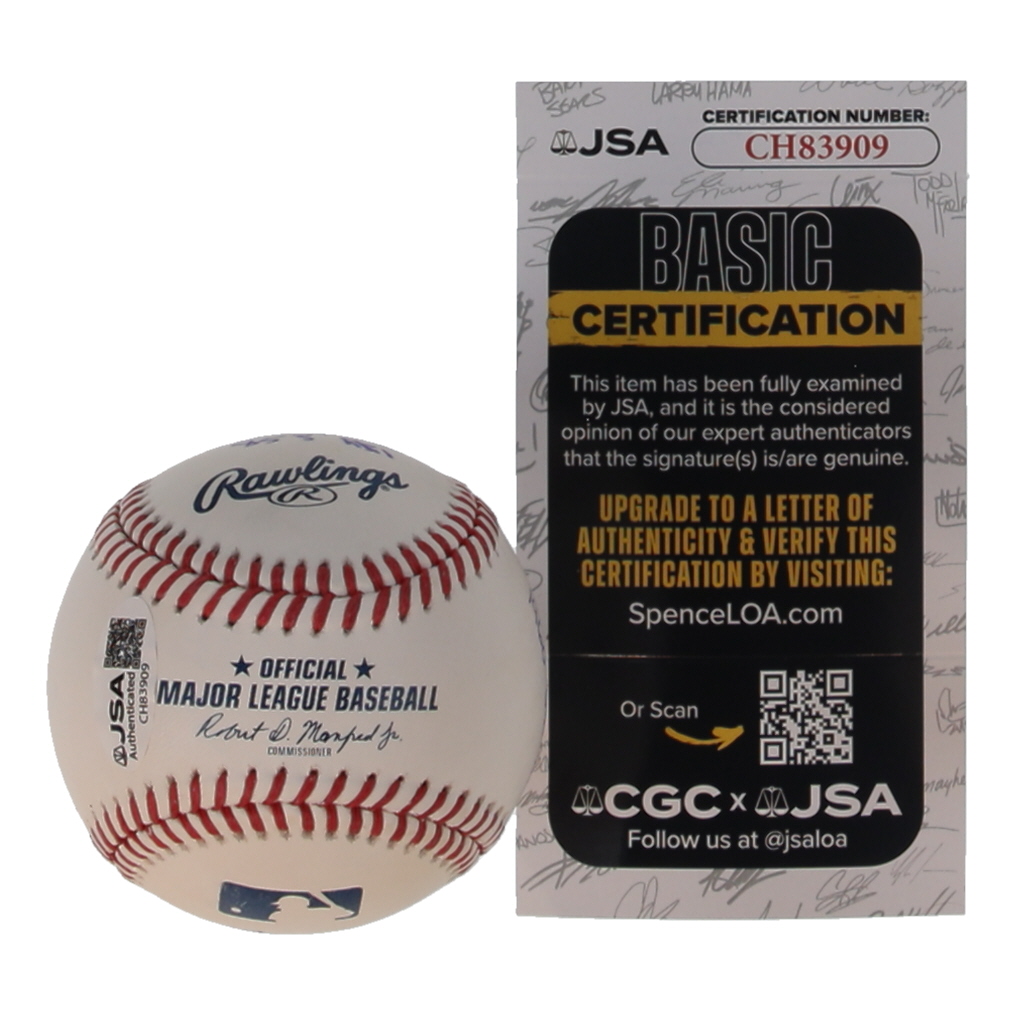 Rawlings
R
★ OFFICIAL ★
MAJOR LEAGUE BASEBALL
Robert D. Manfred Jr.
COMMISSIONER
JSA
Authenticated
CH83909
LARRY HAMA
JSA
CERTIFICATION NUMBER:
CH83909
BASIC
CERTIFICATION
This item has been fully examined
by JSA, and it is the considered
opinion of our expert authenticators
that the signature(s) is/are genuine.
UPGRADE TO A LETTER OF
AUTHENTICITY & VERIFY THIS
CERTIFICATION BY VISITING:
SpenceLOA.com
Or Scan
CGC x JSA
Follow us at @jsaloa